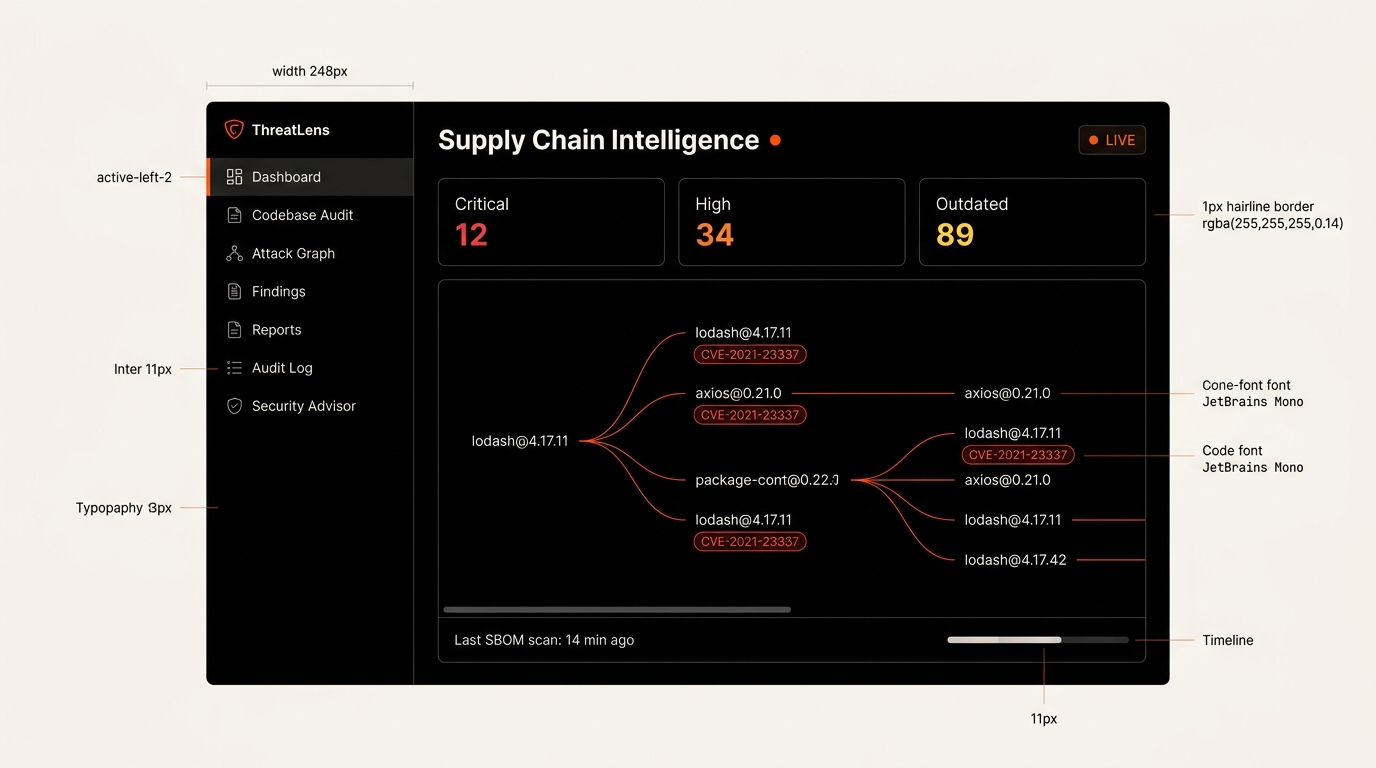 width 248px
ThreatLens
active-left-2
Dashboard
Codebase Audit
Attack Graph
Findings
Reports
Inter 11px
Audit Log
Security Advisor
Typopaphy 3px
Supply Chain Intelligence
LIVE
Critical
12
High
34
Outdated
89
1px hairline border
rgba(255,255,255,0.14)
lodash@4.17.11
lodash@4.17.11
CVE-2021-23337
axios@0.21.0
CVE-2021-23337
package-cont@0.22.1
lodash@4.17.11
CVE-2021-23337
axios@0.21.0
lodash@4.17.11
CVE-2021-23337
axios@0.21.0
lodash@4.17.11
lodash@4.17.42
Cone-font font
JetBrains Mono
Code font
JetBrains Mono
Last SBOM scan: 14 min ago
Timeline
11px